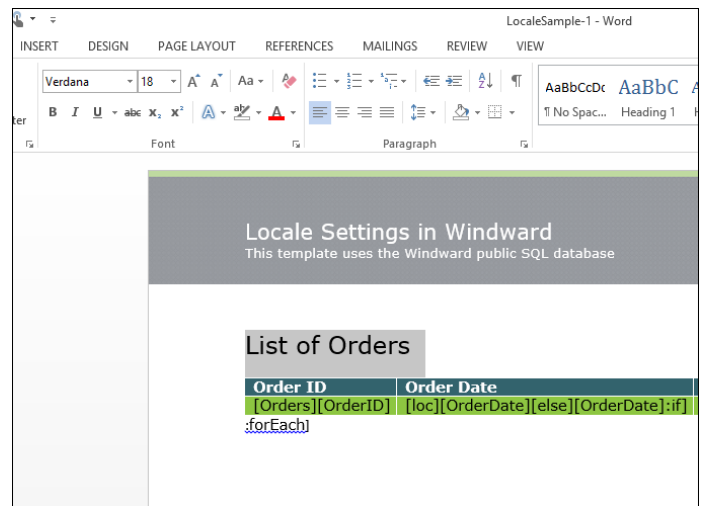 LocaleSample-1 - Word
INSERT DESIGN PAGE LAYOUT REFERENCES MAILINGS REVIEW VIEW
Verdana 18 A A Aa AaBbCcDc AaBbC A
ter B I U abc x₂ x² A aby A ¶ No Spac... Heading 1 H
Font Paragraph
Locale Settings in Windward
This template uses the Windward public SQL database
List of Orders
Order ID Order Date
[Orders][OrderID] [loc][OrderDate][else][OrderDate]:if]
:forEach]